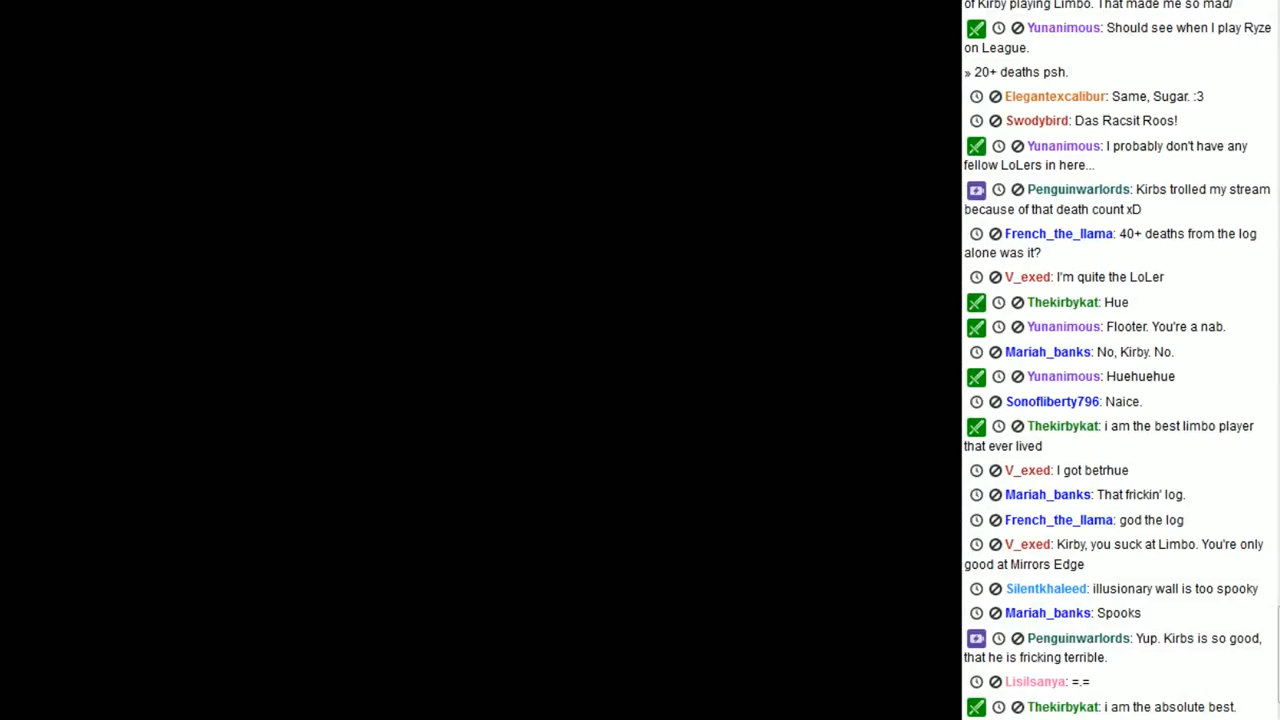 of Kirby playing Limbo. That made me so mad/
Yunanimous: Should see when I play Ryze
on League.
» 20+ deaths psh.
Elegantexcalibur: Same, Sugar. :3
Swodybird: Das Racsit Roos!
Yunanimous: I probably don't have any
fellow LoLers in here...
Penguinwarlords: Kirbs trolled my stream
because of that death count xD
French_the_llama: 40+ deaths from the log
alone was it?
V_exed: I'm quite the LoLer
Thekirbykat: Hue
Yunanimous: Flooter. You're a nab.
Mariah_banks: No, Kirby. No.
Yunanimous: Huehuehue
Sonofliberty796: Naice.
Thekirbykat: i am the best limbo player
that ever lived
V_exed: I got betrhue
Mariah_banks: That frickin' log.
French_the_llama: god the log
V_exed: Kirby, you suck at Limbo. You're only
good at Mirrors Edge
Silentkhaleed: illusionary wall is too spooky
Mariah_banks: Spooks
Penguinwarlords: Yup. Kirbs is so good,
that he is fricking terrible.
Lisilsanya: =.=
Thekirbykat: i am the absolute best.